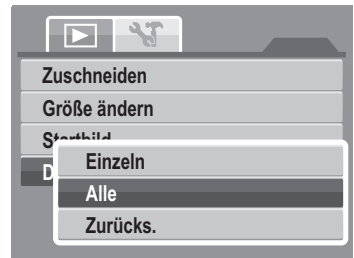 Zuschneiden
Größe ändern
Startbild
Einzeln
Alle
Zurücks.